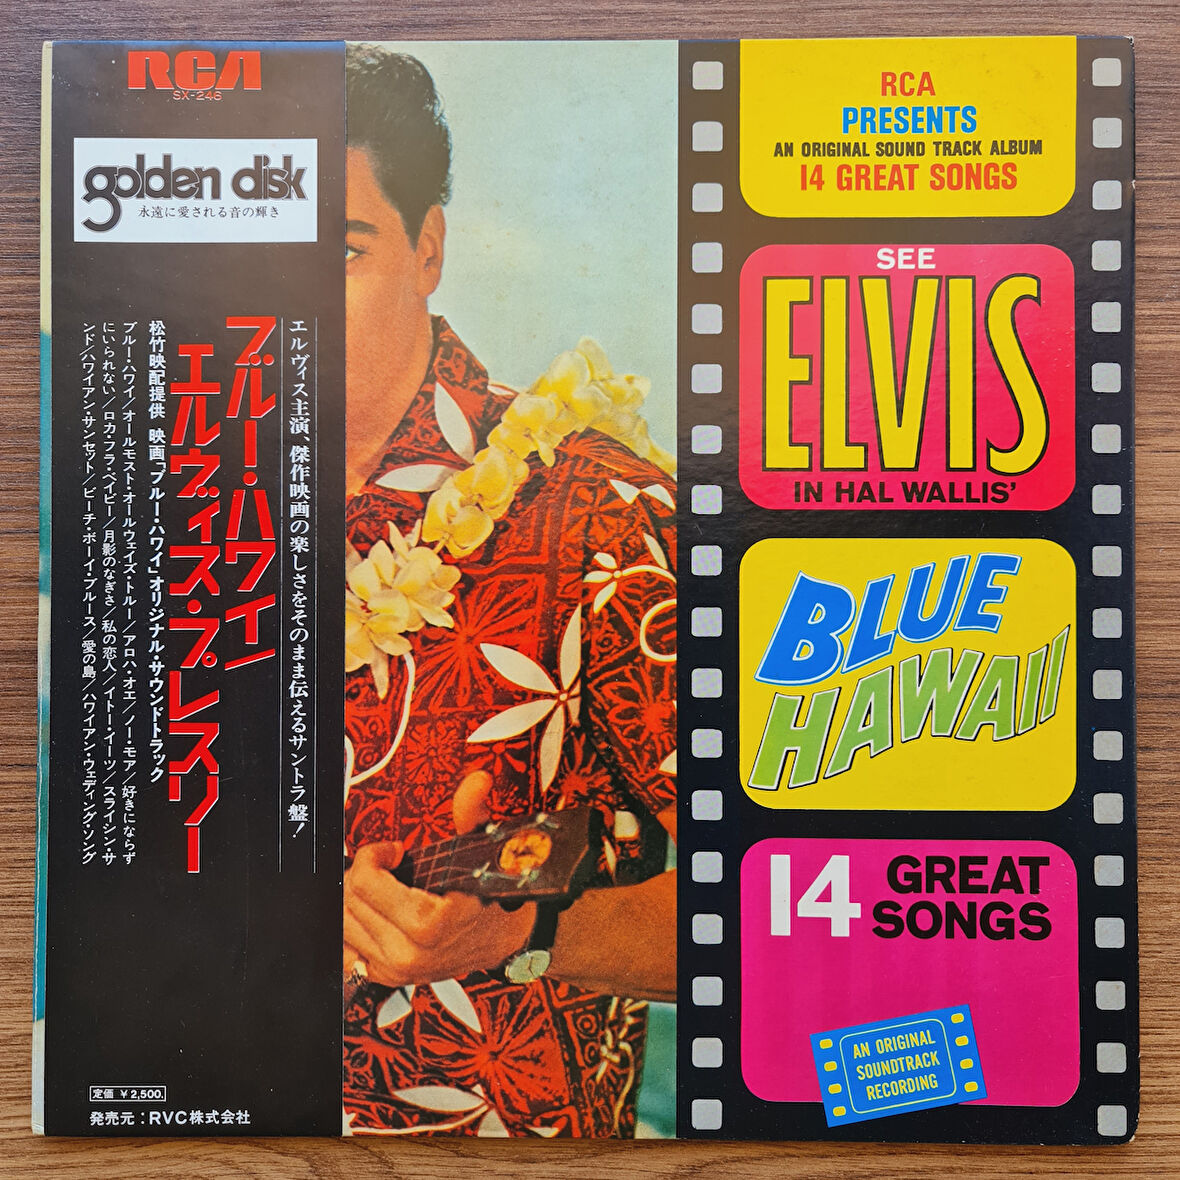 RCA
SX-246
golden disk
永遠に愛される音の輝き
エルヴィス主演、傑作映画の楽しさをそのまま伝えるサントラ盤!
ブルー・ハワイ/
エルヴィス・プレスリー
松竹映配提供 映画「ブルー・ハワイ」オリジナル・サウンドトラック
ブルー・ハワイ/オールモスト・オールウェイズ・トルー/アロハ・オエ/ノー・モア/好きにならず
にいられない/ロカ・フラ・ベイビー/月影のなぎさ/私の恋人/イトー・イーツ/スライシン・サ
ンド/ハワイアン・サンセット/ビーチ・ボーイ・ブルース/愛の島/ハワイアン・ウェディング・ソング
定価 ¥2,500.
発売元:RVC株式会社
RCA
PRESENTS
AN ORIGINAL SOUND TRACK ALBUM
14 GREAT SONGS
SEE
ELVIS
IN HAL WALLIS'
BLUE
HAWAII
14 GREAT
SONGS
AN ORIGINAL
SOUNDTRACK
RECORDING